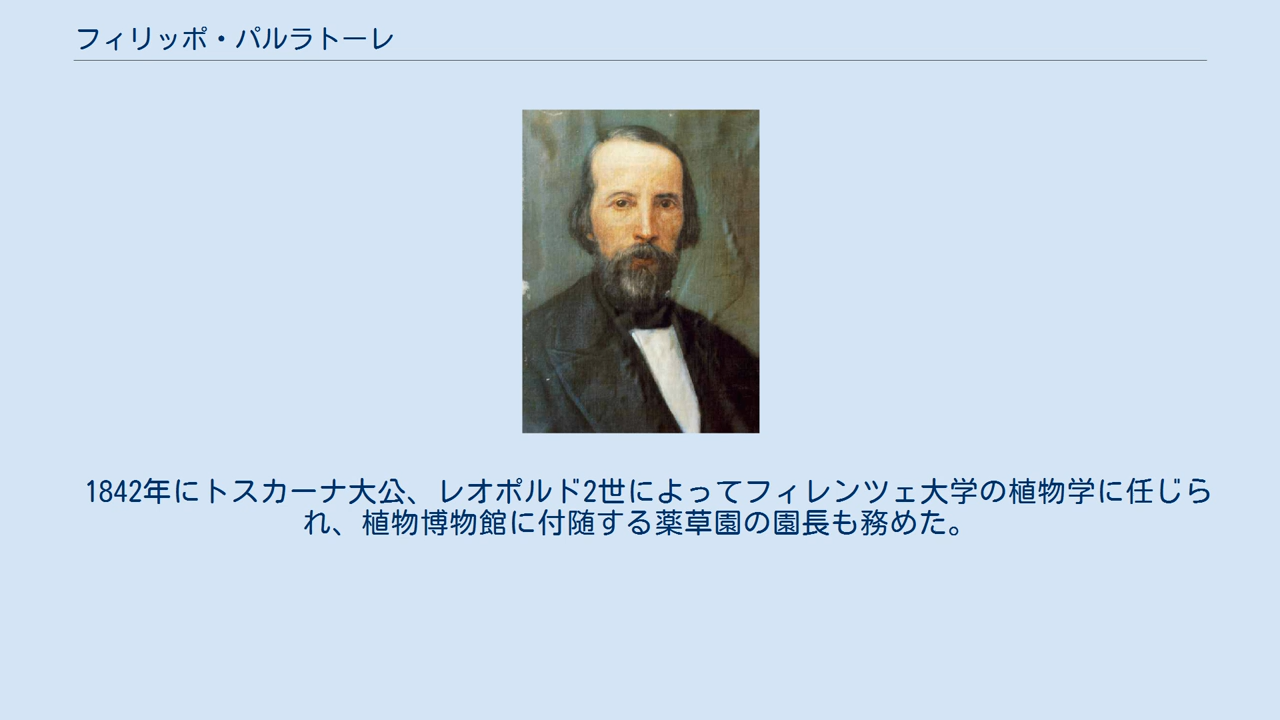 フィリッポ・パルラトーレ
1842年にトスカーナ大公、レオポルド2世によってフィレンツェ大学の植物学に任じら
れ、植物博物館に付随する薬草園の園長も務めた。